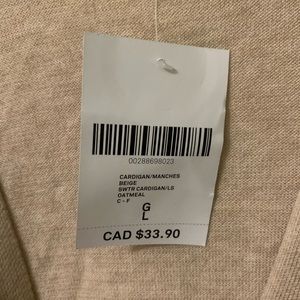 00288698023
CARDIGAN/MANCHES
BEIGE
SWTR CARDIGAN/LS
OATMEAL
C - F
G
L
CAD $33.90